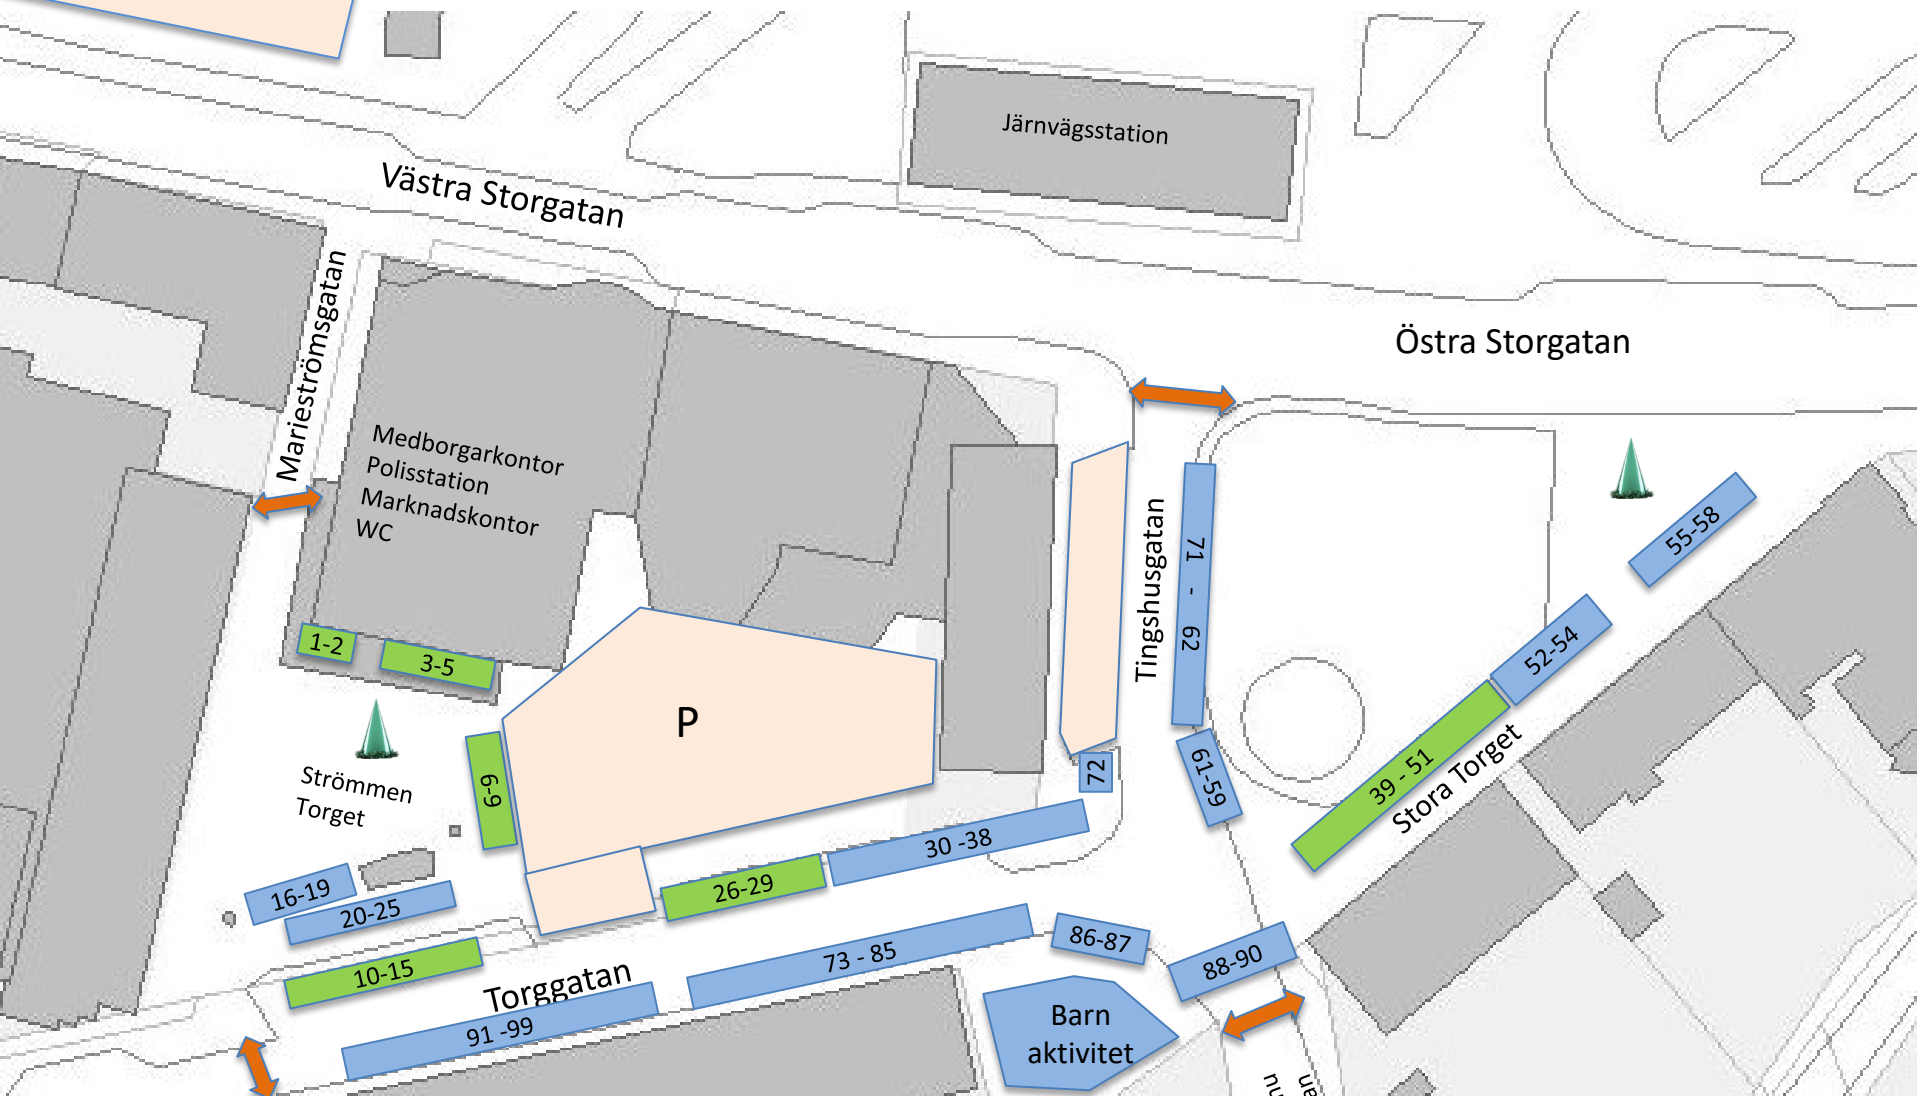 Järnvägsstation
Västra Storgatan
Östra Storgatan
Marieströmsgatan
Medborgarkontor
Polisstation
Marknadskontor
WC
Tingshusgatan
71 - 62
55-58
52-54
1-2
3-5
P
6-9
Strömmen
Torget
72
61-59
39 - 51
Stora Torget
30 -38
26-29
16-19
20-25
10-15
Torggatan
73 - 85
86-87
88-90
91 -99
Barn
aktivitet